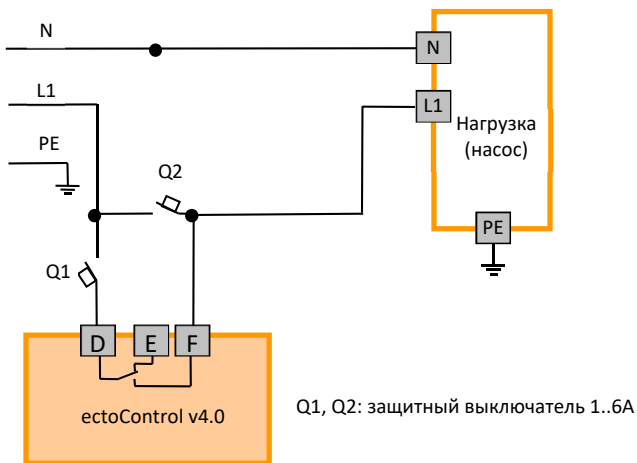 N
N
L1
L1
Нагрузка
(насос)
PE
Q2
PE
Q1
D E F
ectoControl v4.0
Q1, Q2: защитный выключатель 1..6А